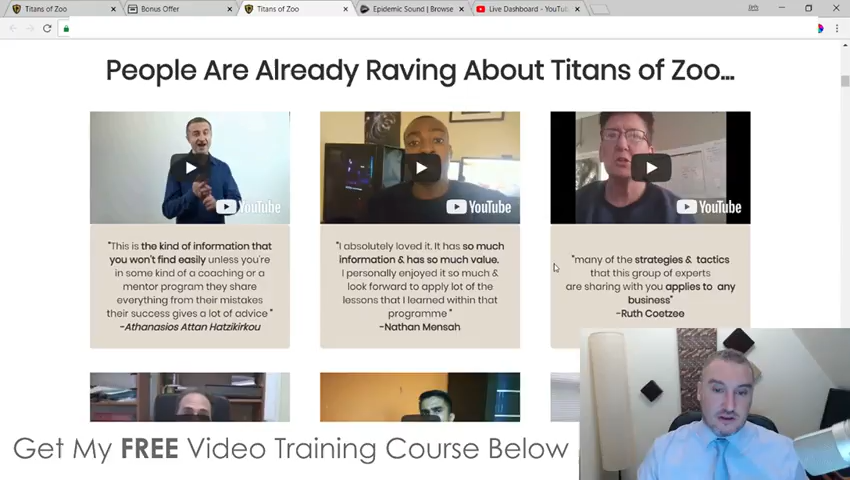 Titans of Zoo
Bonus Offer
Titans of Zoo
Epidemic Sound | Browse
Live Dashboard - YouTu
People Are Already Raving About Titans of Zoo...
YouTube
YouTube
YouTube
"This is the kind of information that
you won't find easily unless you're
in some kind of a coaching or a
mentor program they share
everything from their mistakes
their success gives a lot of advice "
-Athanasios Attan Hatzikirkou
"I absolutely loved it. It has so much
information & has so much value,
I personally enjoyed it so much &
look forward to apply lot of the
lessons that I learned within that
programme "
-Nathan Mensah
"many of the strategies & tactics
that this group of experts
are sharing with you applies to any
business"
-Ruth Coetzee
Get My FREE Video Training Course Below